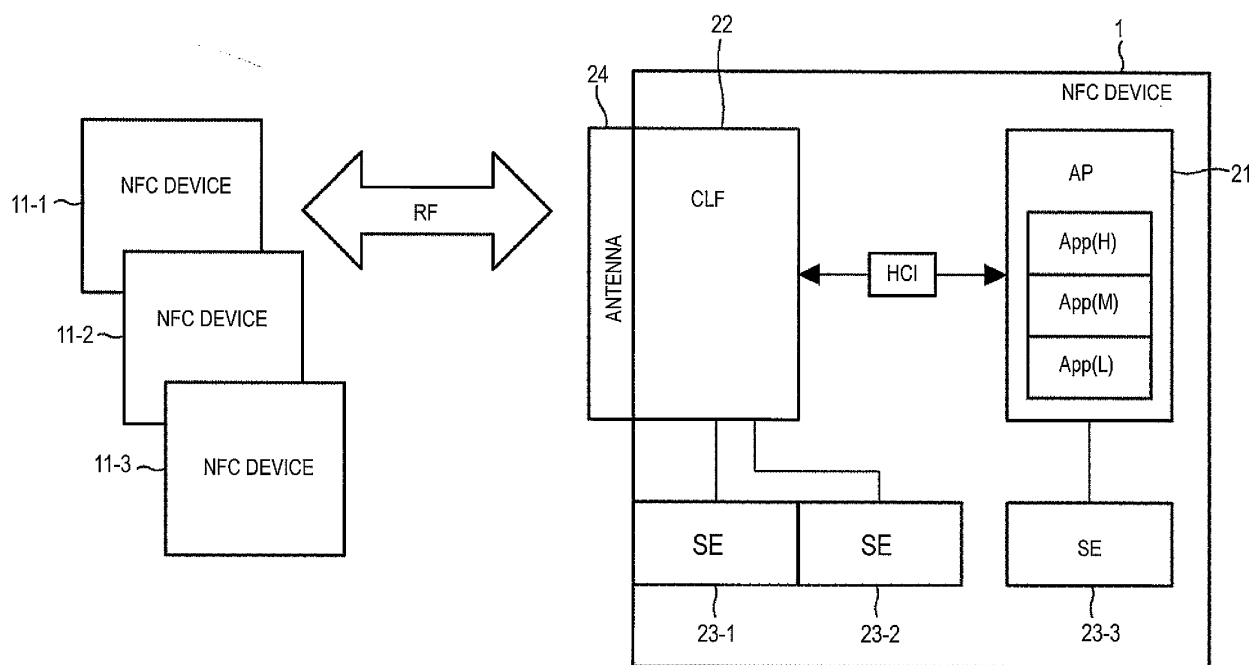 1
22
24
NFC DEVICE
NFC DEVICE
11-1
RF
ANTENNA
CLF
AP
21
App(H)
HCI
App(M)
App(L)
NFC DEVICE
11-2
NFC DEVICE
11-3
SE
SE
SE
23-1
23-2
23-3